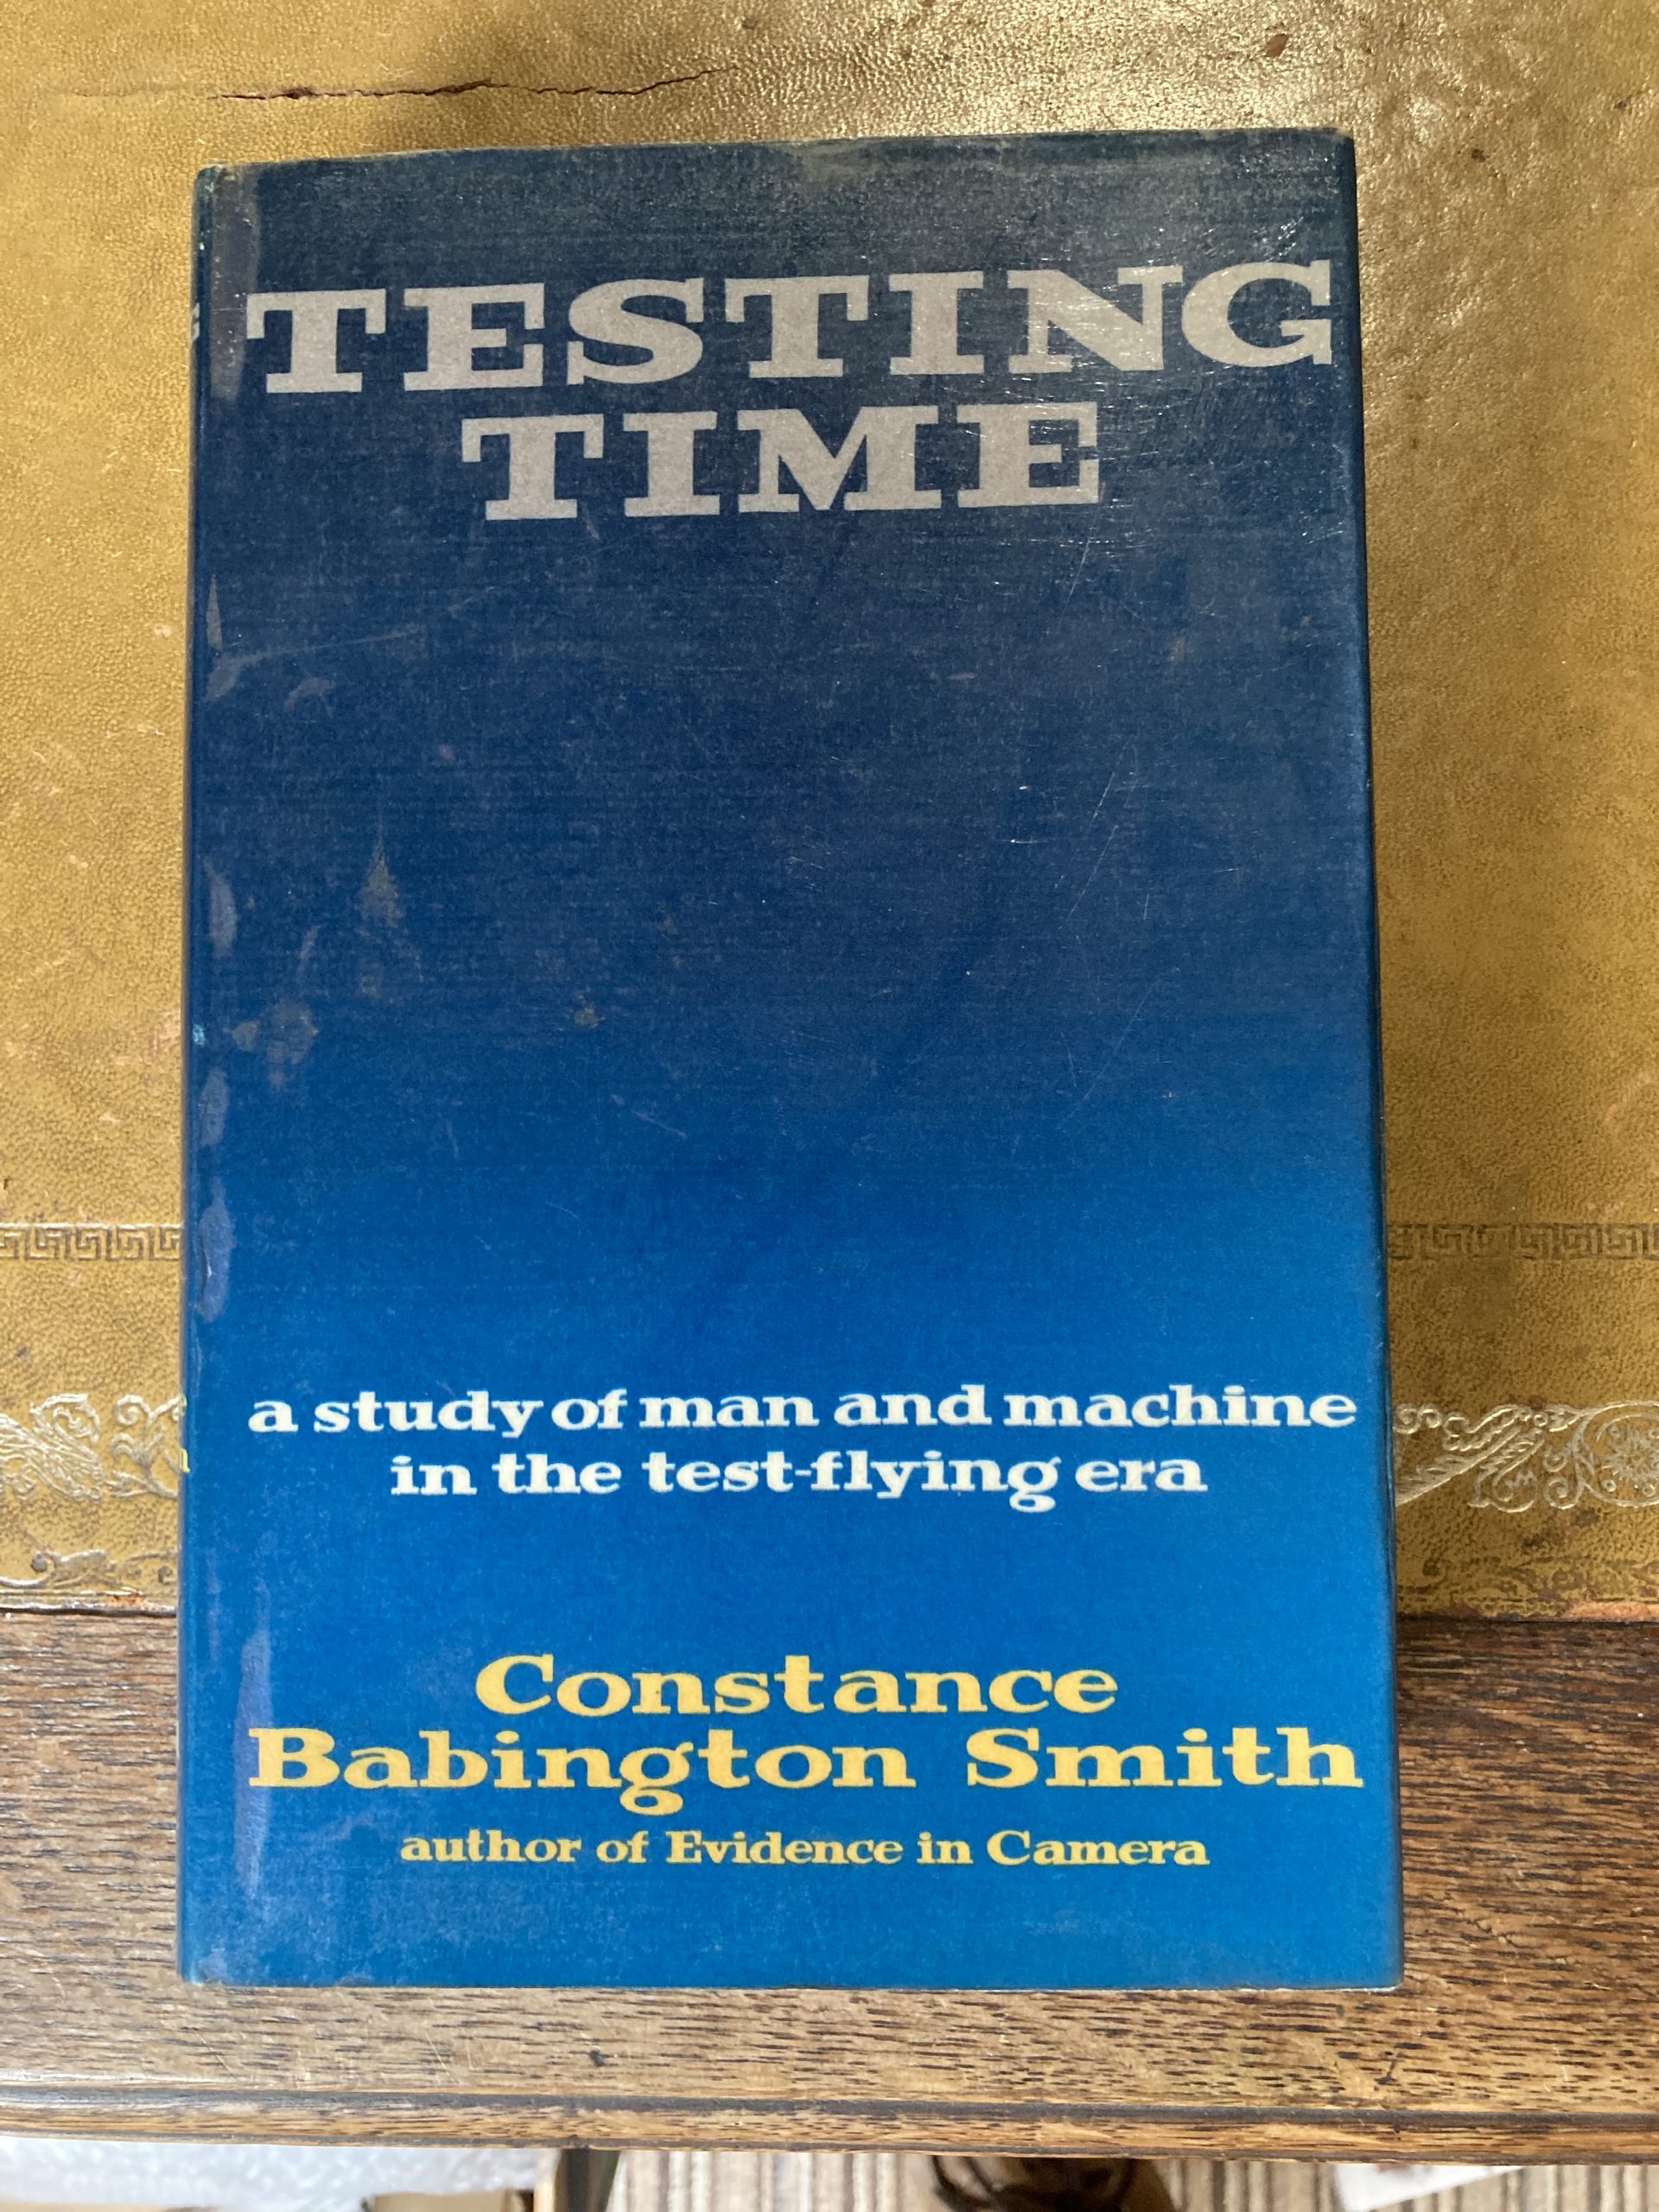 TESTING
TIME
a study of man and machine
in the test-flying era
Constance
Babington Smith
author of Evidence in Camera